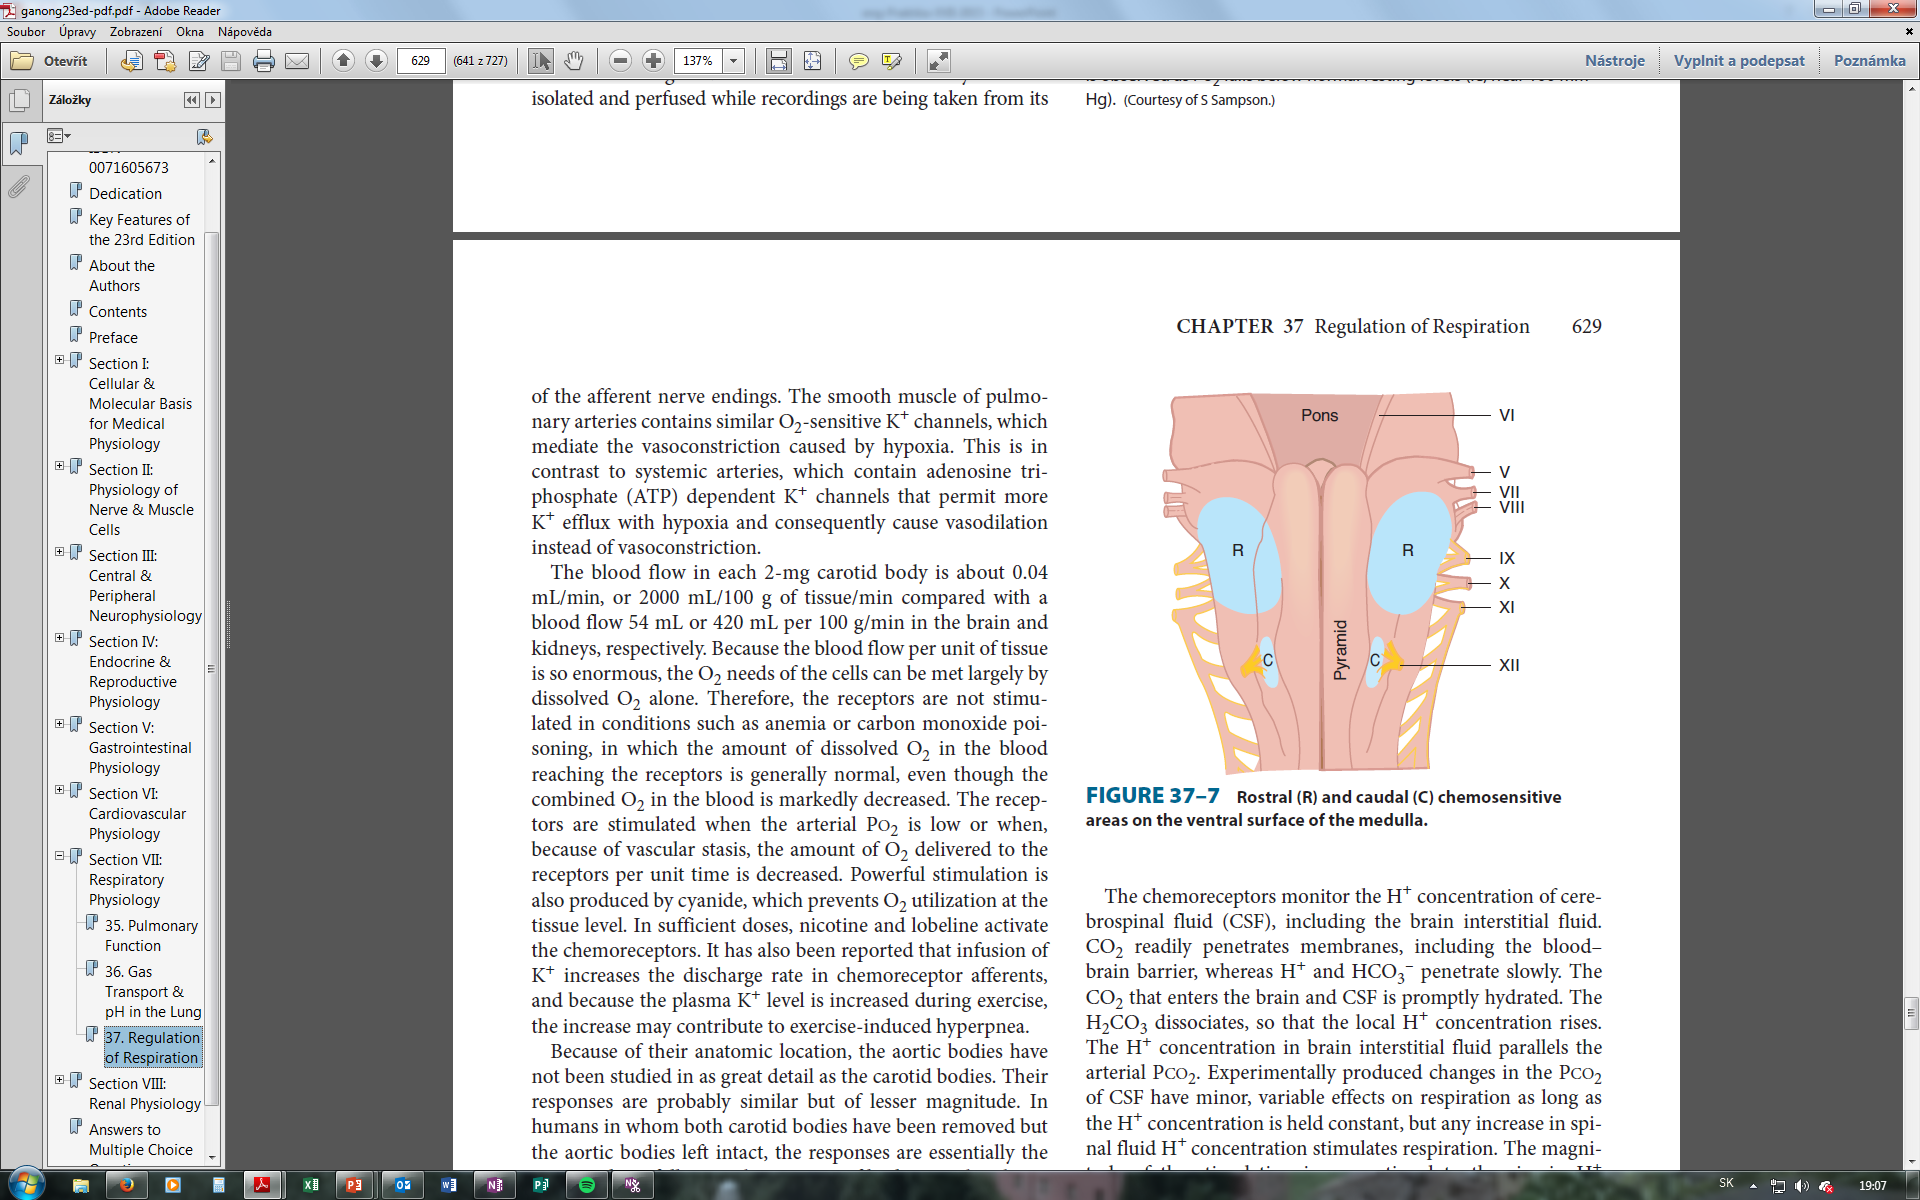 ganong23ed-pdf.pdf - Adobe Reader
Soubor Úpravy Zobrazení Okna Nápověda
Otevřít 629 (641 z 727) 137% Nástroje Vyplnit a podepsat Poznámka
Záložky
0071605673
Dedication
Key Features of
the 23rd Edition
About the
Authors
Contents
Preface
Section I:
Cellular &
Molecular Basis
for Medical
Physiology
Section II:
Physiology of
Nerve & Muscle
Cells
Section III:
Central &
Peripheral
Neurophysiology
Section IV:
Endocrine &
Reproductive
Physiology
Section V:
Gastrointestinal
Physiology
Section VI:
Cardiovascular
Physiology
Section VII:
Respiratory
Physiology
35. Pulmonary
Function
36. Gas
Transport &
pH in the Lung
37. Regulation
of Respiration
Section VIII:
Renal Physiology
Answers to
Multiple Choice
isolated and perfused while recordings are being taken from its
Hg). (Courtesy of S Sampson.)
CHAPTER 37 Regulation of Respiration 629
of the afferent nerve endings. The smooth muscle of pulmo-
nary arteries contains similar O2-sensitive K+ channels, which
mediate the vasoconstriction caused by hypoxia. This is in
contrast to systemic arteries, which contain adenosine tri-
phosphate (ATP) dependent K+ channels that permit more
K+ efflux with hypoxia and consequently cause vasodilation
instead of vasoconstriction.
The blood flow in each 2-mg carotid body is about 0.04
mL/min, or 2000 mL/100 g of tissue/min compared with a
blood flow 54 mL or 420 mL per 100 g/min in the brain and
kidneys, respectively. Because the blood flow per unit of tissue
is so enormous, the O2 needs of the cells can be met largely by
dissolved O2 alone. Therefore, the receptors are not stimu-
lated in conditions such as anemia or carbon monoxide poi-
soning, in which the amount of dissolved O2 in the blood
reaching the receptors is generally normal, even though the
combined O2 in the blood is markedly decreased. The recep-
tors are stimulated when the arterial PO2 is low or when,
because of vascular stasis, the amount of O2 delivered to the
receptors per unit time is decreased. Powerful stimulation is
also produced by cyanide, which prevents O2 utilization at the
tissue level. In sufficient doses, nicotine and lobeline activate
the chemoreceptors. It has also been reported that infusion of
K+ increases the discharge rate in chemoreceptor afferents,
and because the plasma K+ level is increased during exercise,
the increase may contribute to exercise-induced hyperpnea.
Because of their anatomic location, the aortic bodies have
not been studied in as great detail as the carotid bodies. Their
responses are probably similar but of lesser magnitude. In
humans in whom both carotid bodies have been removed but
the aortic bodies left intact, the responses are essentially the
Pons
VI
V
VII
VIII
R
R
IX
X
XI
Pyramid
C
C
XII
FIGURE 37–7 Rostral (R) and caudal (C) chemosensitive
areas on the ventral surface of the medulla.
The chemoreceptors monitor the H+ concentration of cere-
brospinal fluid (CSF), including the brain interstitial fluid.
CO2 readily penetrates membranes, including the blood–
brain barrier, whereas H+ and HCO3– penetrate slowly. The
CO2 that enters the brain and CSF is promptly hydrated. The
H2CO3 dissociates, so that the local H+ concentration rises.
The H+ concentration in brain interstitial fluid parallels the
arterial PCO2. Experimentally produced changes in the PCO2
of CSF have minor, variable effects on respiration as long as
the H+ concentration is held constant, but any increase in spi-
nal fluid H+ concentration stimulates respiration. The magni-
SK 19:07